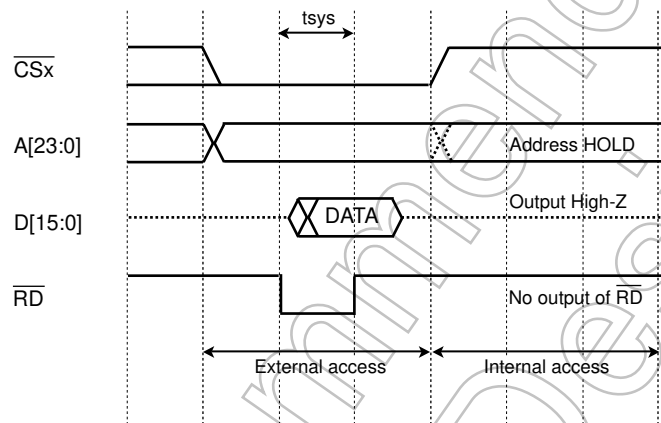 tsys
CSx
A[23:0]
Address HOLD
D[15:0]
DATA
Output High-Z
RD
No output of RD
External access
Internal access